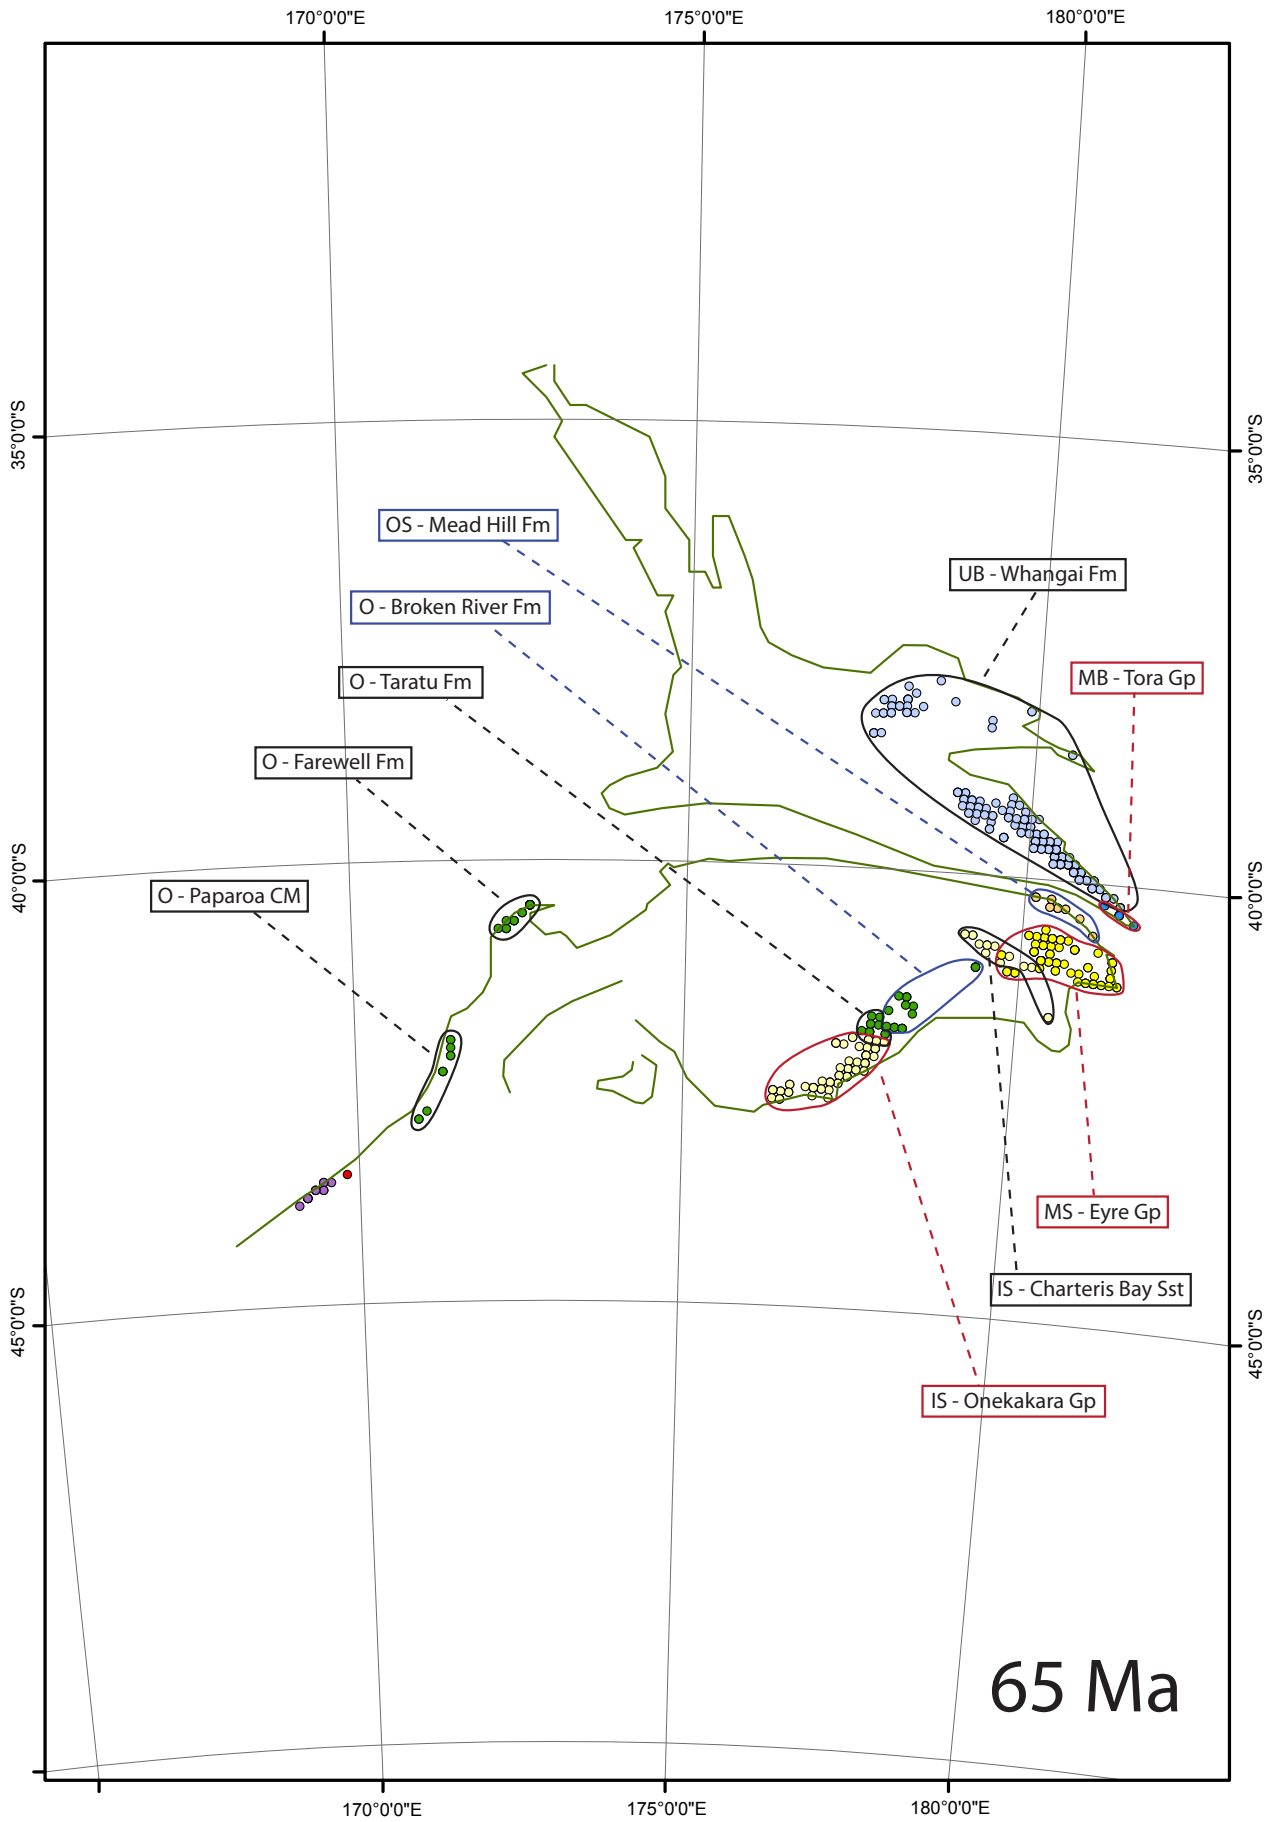 170°0'0"E
175°0'0"E
180°0'0"E
35°0'0"S
35°0'0"S
OS - Mead Hill Fm
UB - Whangai Fm
O - Broken River Fm
MB - Tora Gp
O - Taratu Fm
O - Farewell Fm
40°0'0"S
40°0'0"S
O - Paparoa CM
MS - Eyre Gp
IS - Charteris Bay Sst
45°0'0"S
45°0'0"S
IS - Onekakara Gp
65 Ma
170°0'0"E
175°0'0"E
180°0'0"E